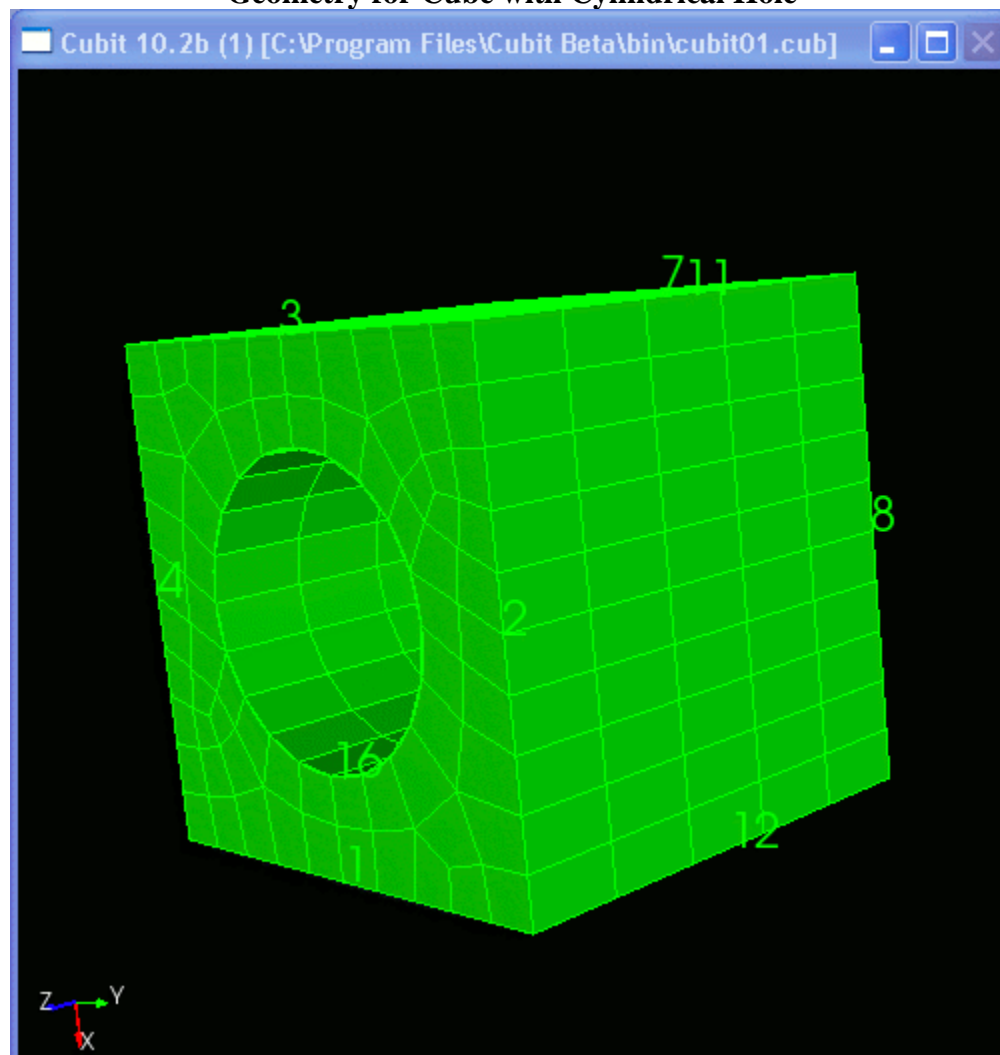 Geometry for Cube with Cylindrical Hole
Cubit 10.2b (1) [C:\Program Files\Cubit Beta\bin\cubit01.cub]
711
3
8
4
2
16
12
1
Z
Y
X